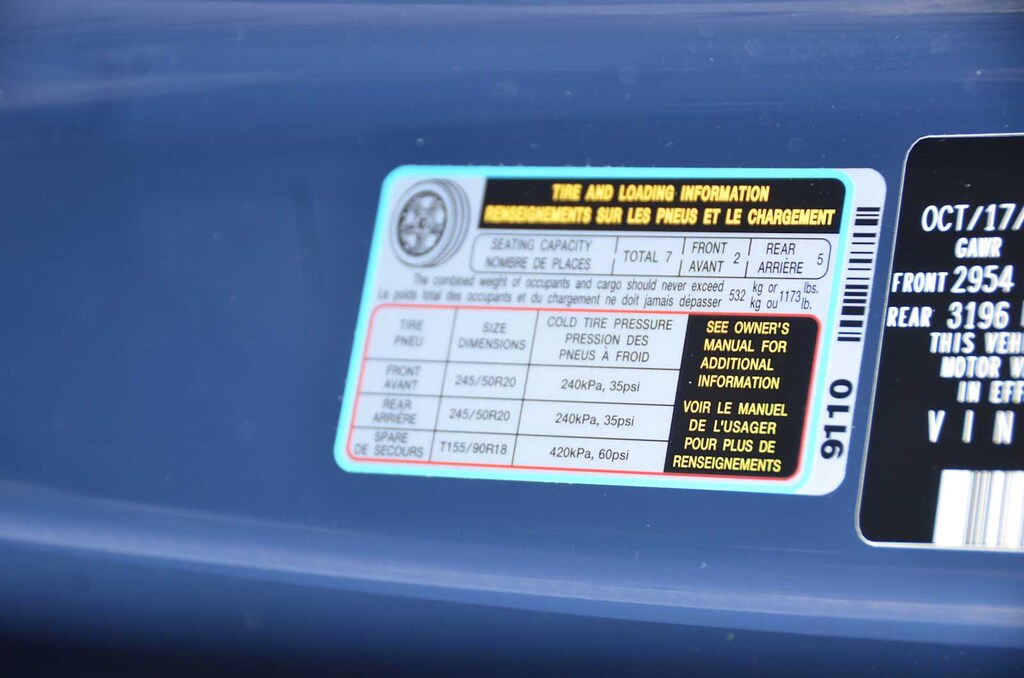 TIRE AND LOADING INFORMATION
RENSEIGNEMENTS SUR LES PNEUS ET LE CHARGEMENT
SEATING CAPACITY
NOMBRE DE PLACES
TOTAL 7
FRONT
AVANT
2
REAR
ARRIÈRE
5
The combined weight of occupants and cargo should never exceed
Le poids total des occupants et du chargement ne doit jamais dépasser
532
kg or
kg ou
1173
lbs.
lb.
TIRE
PNEU
SIZE
DIMENSIONS
COLD TIRE PRESSURE
PRESSION DES
PNEUS À FROID
FRONT
AVANT
245/50R20
240kPa, 35psi
REAR
ARRIÈRE
245/50R20
240kPa, 35psi
SPARE
DE SECOURS
T155/90R18
420kPa, 60psi
SEE OWNER'S
MANUAL FOR
ADDITIONAL
INFORMATION
VOIR LE MANUEL
DE L'USAGER
POUR PLUS DE
RENSEIGNEMENTS
9110
OCT/17/
GAWR
FRONT 2954
REAR 3196
THIS VEH
MOTOR V
IN EFF
VIN